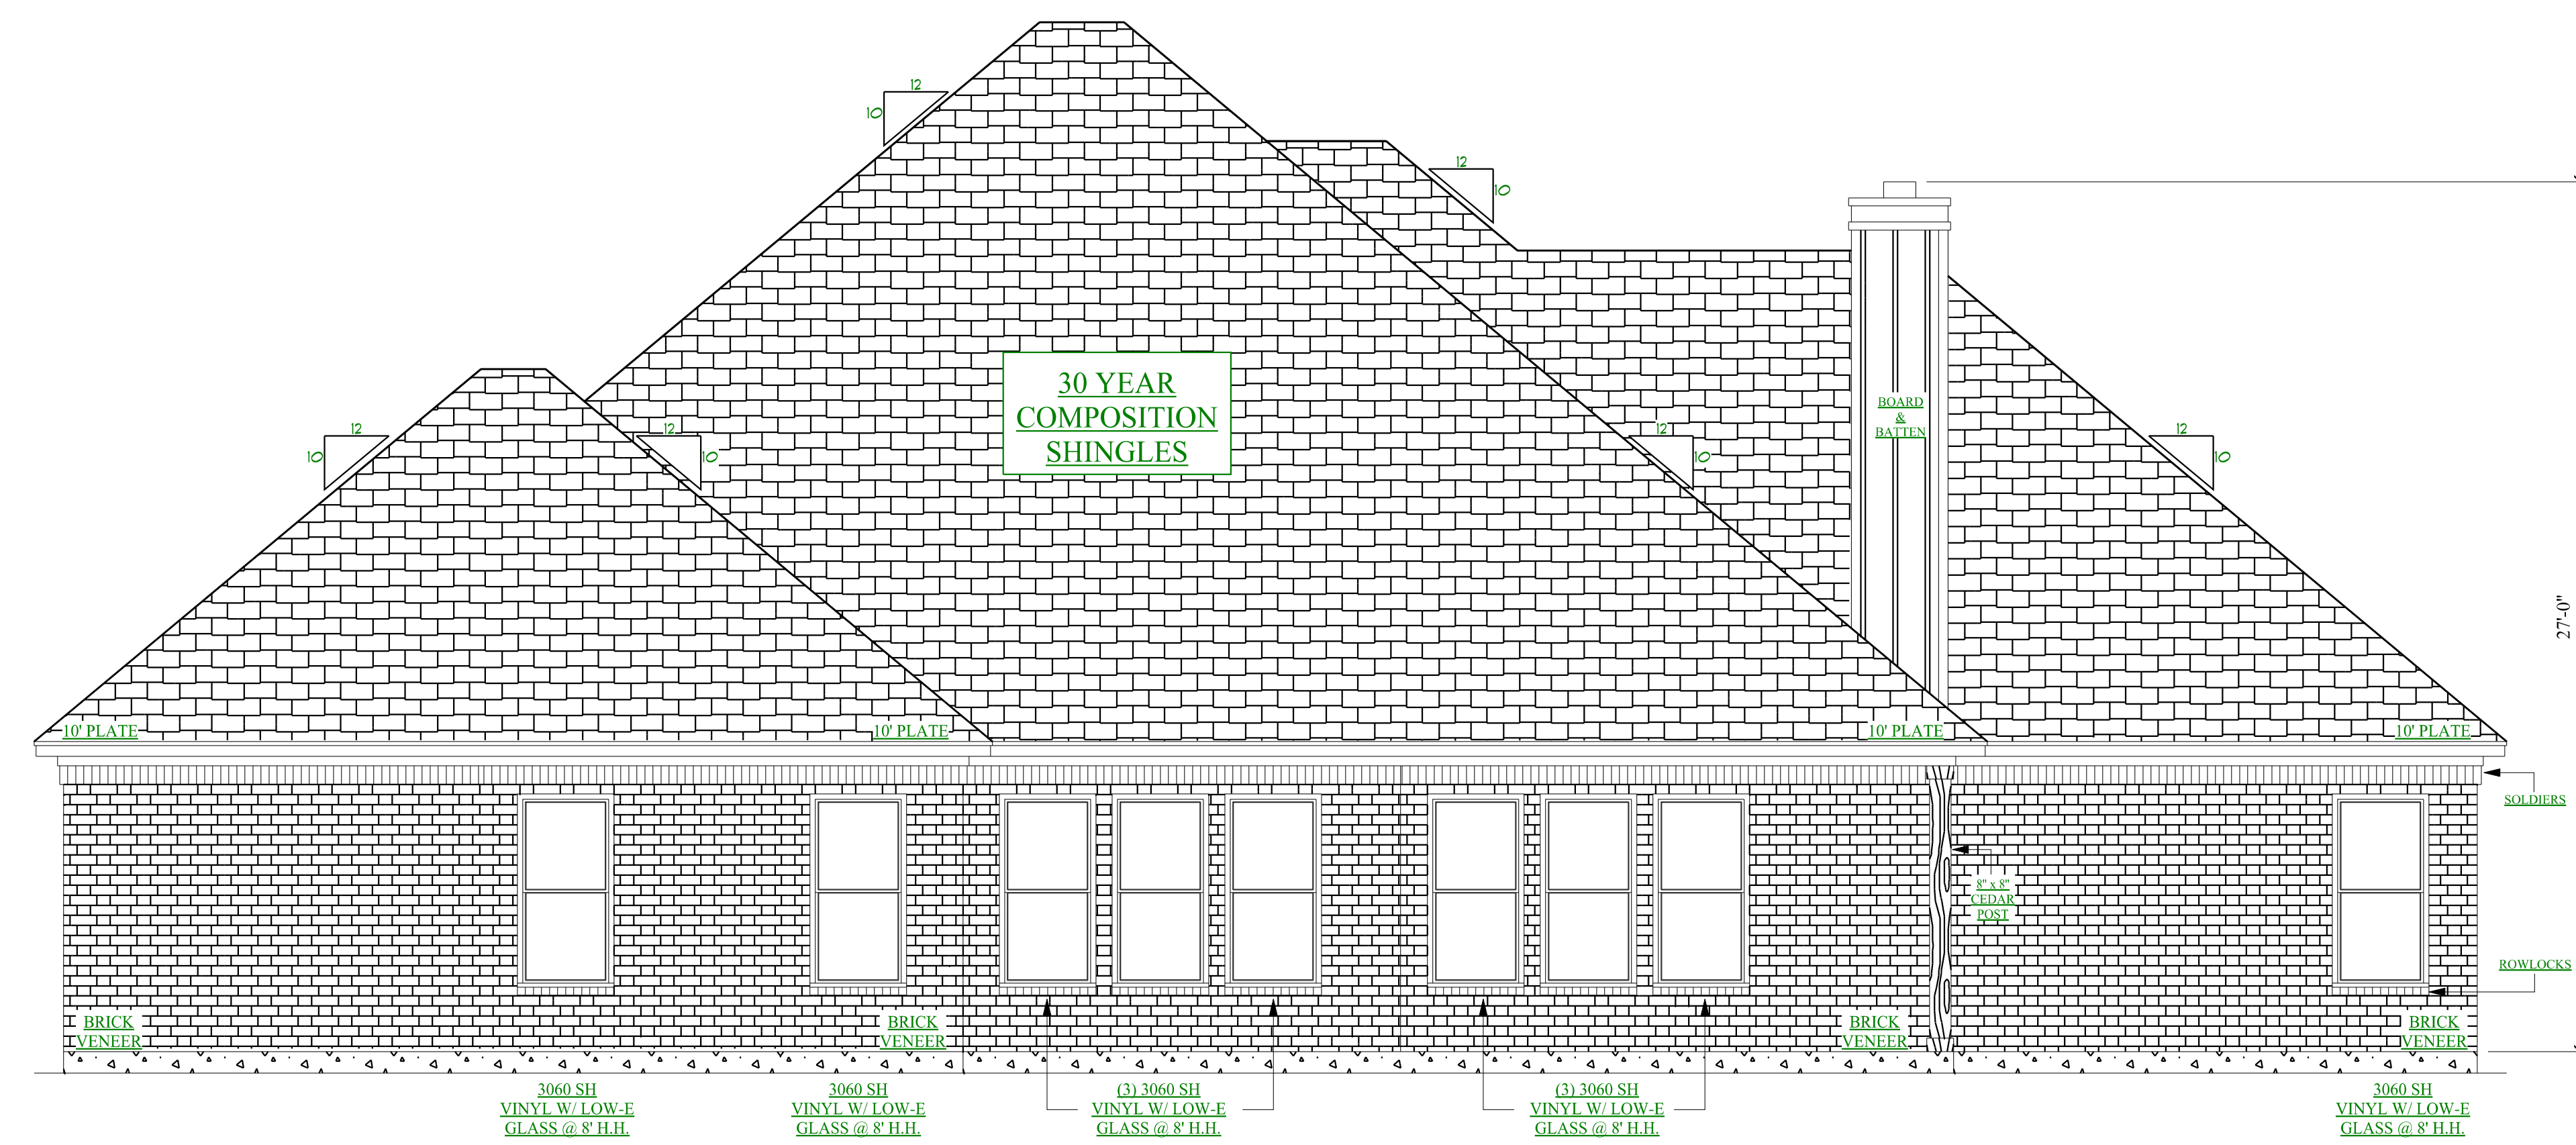 12
10
12
10
30 YEAR
COMPOSITION
SHINGLES
BOARD
&
BATTEN
12
10
12
10
12
10
12
10
27'-0"
10' PLATE
10' PLATE
10' PLATE
10' PLATE
SOLDIERS
8" x 8"
CEDAR
POST
ROWLOCKS
BRICK
VENEER
BRICK
VENEER
BRICK
VENEER
BRICK
VENEER
3060 SH
VINYL W/ LOW-E
GLASS @ 8' H.H.
3060 SH
VINYL W/ LOW-E
GLASS @ 8' H.H.
(3) 3060 SH
VINYL W/ LOW-E
GLASS @ 8' H.H.
(3) 3060 SH
VINYL W/ LOW-E
GLASS @ 8' H.H.
3060 SH
VINYL W/ LOW-E
GLASS @ 8' H.H.